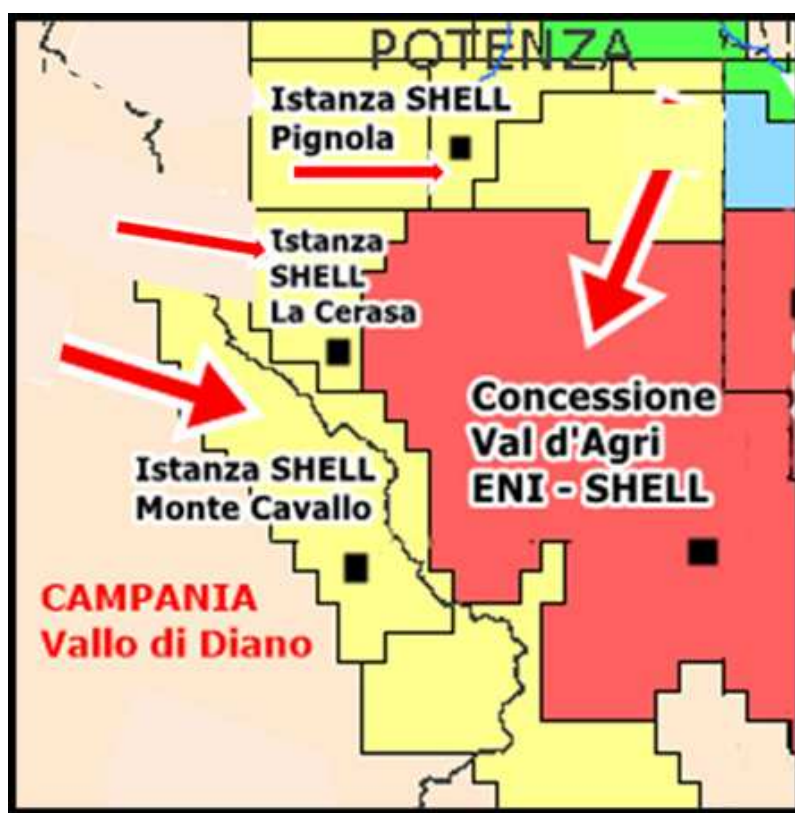 POTENZA
Istanza SHELL
Pignola
Istanza
SHELL
La Cerasa
Concessione
Val d'Agri
ENI - SHELL
Istanza SHELL
Monte Cavallo
CAMPANIA
Vallo di Diano